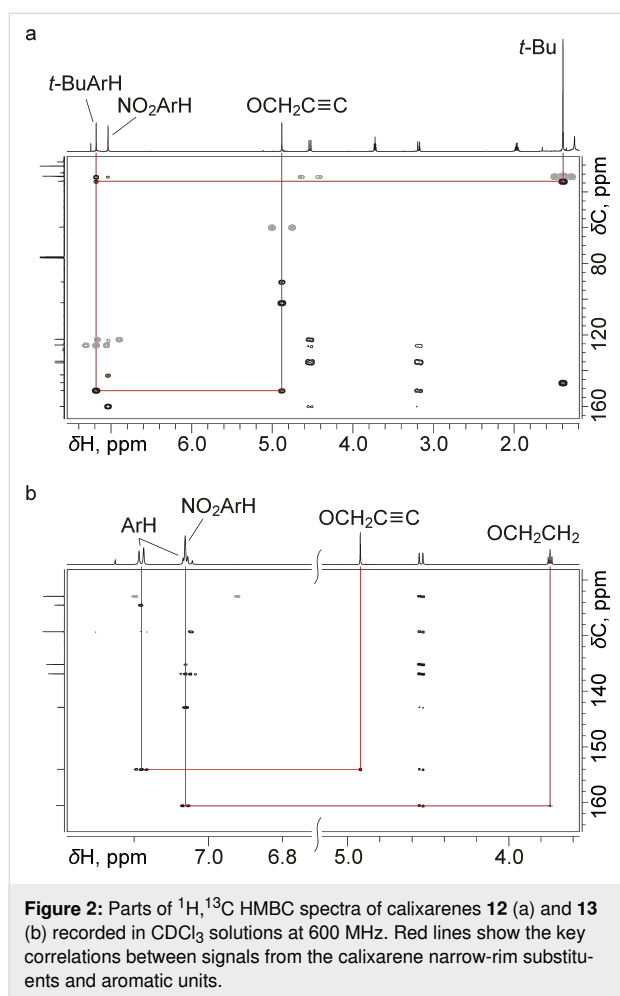 a
t-Bu
t-BuArH
NO2ArH
OCH2C≡C
δC, ppm
80
120
160
δH, ppm
6.0
5.0
4.0
3.0
2.0
b
ArH
NO2ArH
OCH2C≡C
OCH2CH2
δC, ppm
140
150
160
δH, ppm
7.0
6.8
5.0
4.0
Figure 2: Parts of 1H,13C HMBC spectra of calixarenes 12 (a) and 13
(b) recorded in CDCl3 solutions at 600 MHz. Red lines show the key
correlations between signals from the calixarene narrow-rim substitu-
ents and aromatic units.